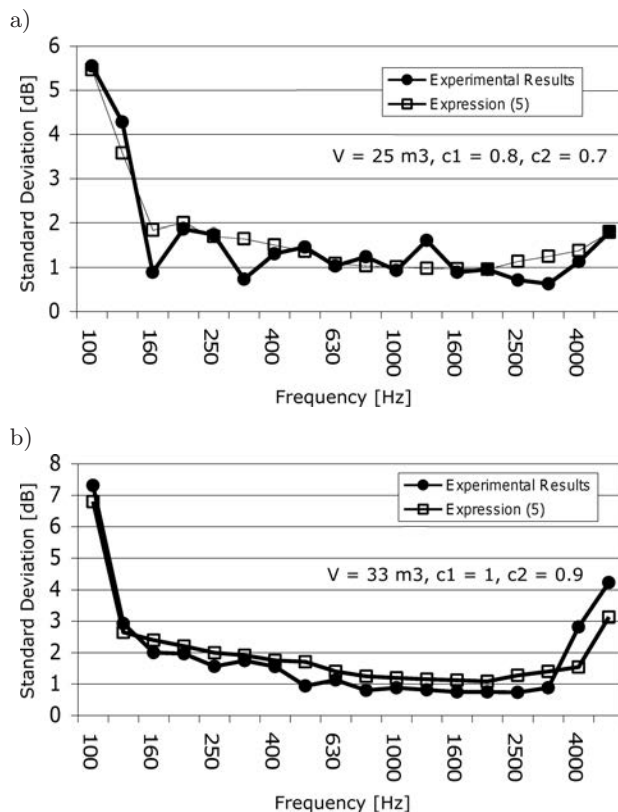 a)
6
5
4
3
2
1
0
Standard Deviation [dB]
Experimental Results
Expression (5)
V = 25 m3, c1 = 0.8, c2 = 0.7
100
160
250
400
630
1000
1600
2500
4000
Frequency [Hz]
b)
8
7
6
5
4
3
2
1
0
Standard Deviation [dB]
Experimental Results
Expression (5)
V = 33 m3, c1 = 1, c2 = 0.9
100
160
250
400
630
1000
1600
2500
4000
Frequency [Hz]